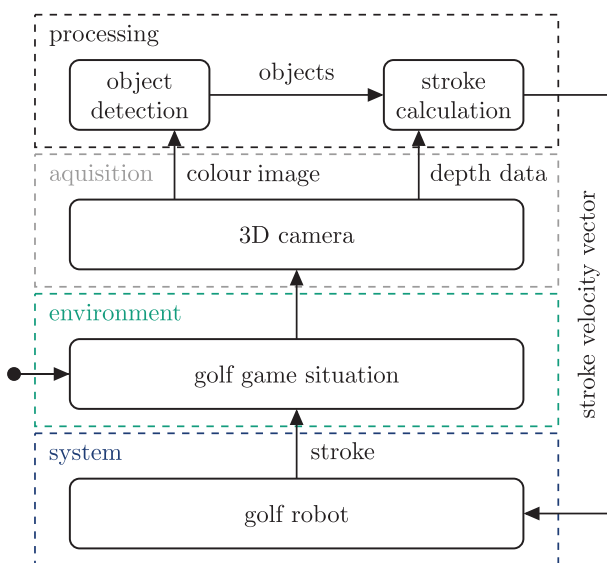 processing
object
detection
objects
stroke
calculation
aquisition
colour image
depth data
3D camera
stroke velocity vector
environment
golf game situation
system
stroke
golf robot